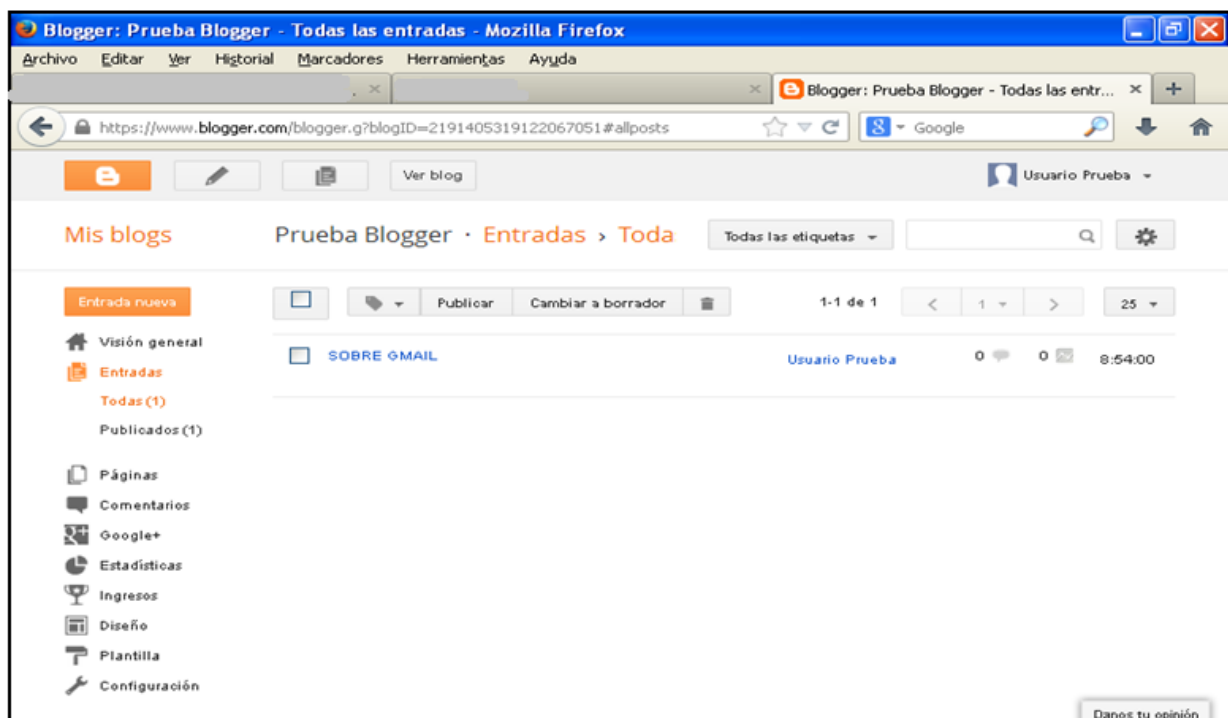 Blogger: Prueba Blogger - Todas las entradas - Mozilla Firefox
Archivo Editar Ver Historial Marcadores Herramientas Ayuda
Blogger: Prueba Blogger - Todas las entr...
https://www.blogger.com/blogger.g?blogID=2191405319122067051#allposts
Google
Ver blog
Usuario Prueba
Mis blogs
Prueba Blogger · Entradas › Toda
Todas las etiquetas
Entrada nueva
Publicar
Cambiar a borrador
1-1 de 1
1
25
Visión general
SOBRE GMAIL
Usuario Prueba
0
0
8:54:00
Entradas
Todas (1)
Publicados (1)
Páginas
Comentarios
Google+
Estadísticas
Ingresos
Diseño
Plantilla
Configuración
Danos tu opinión